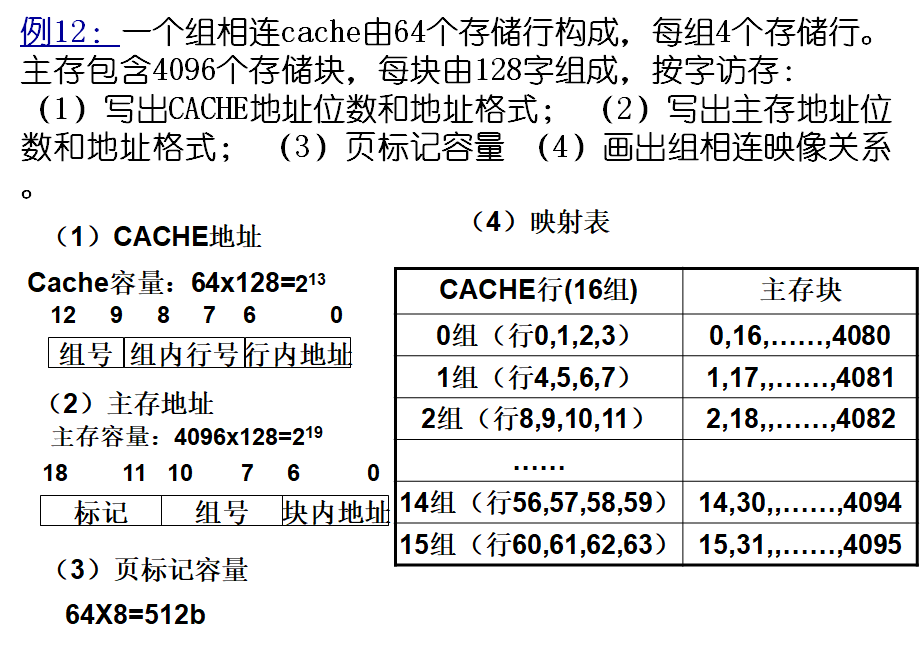 例12：一个组相连cache由64个存储行构成，每组4个存储行。
主存包含4096个存储块，每块由128字组成，按字访存：
（1）写出CACHE地址位数和地址格式；（2）写出主存地址位
数和地址格式；（3）页标记容量 （4）画出组相连映像关系
。
（1）CACHE地址
Cache容量：64x128=2¹³
12 9 8 7 6 0
组号 组内行号 行内地址
（2）主存地址
主存容量：4096x128=2¹⁹
18 11 10 7 6 0
标记 组号 块内地址
（3）页标记容量
64X8=512b
（4）映射表
CACHE行(16组) 主存块
0组（行0,1,2,3） 0,16,……,4080
1组（行4,5,6,7） 1,17,,……,4081
2组（行8,9,10,11） 2,18,,……,4082
……
14组（行56,57,58,59） 14,30,,……,4094
15组（行60,61,62,63） 15,31,,……,4095